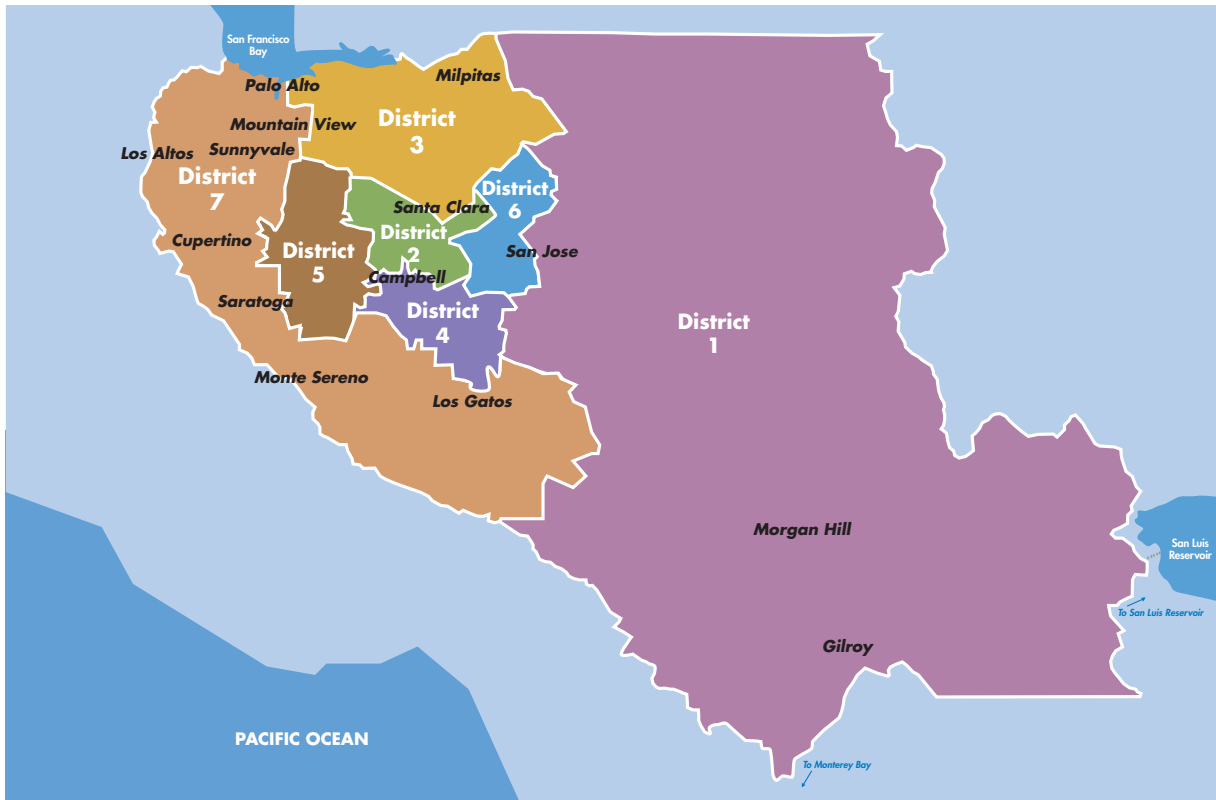 San Francisco
Bay
Palo Alto
Milpitas
Mountain View
District
3
Los Altos
Sunnyvale
District
7
District
6
Santa Clara
Cupertino
District
5
District
2
San Jose
Campbell
Saratoga
District
4
District
1
Monte Sereno
Los Gatos
Morgan Hill
San Luis
Reservoir
To San Luis Reservoir
Gilroy
PACIFIC OCEAN
To Monterey Bay